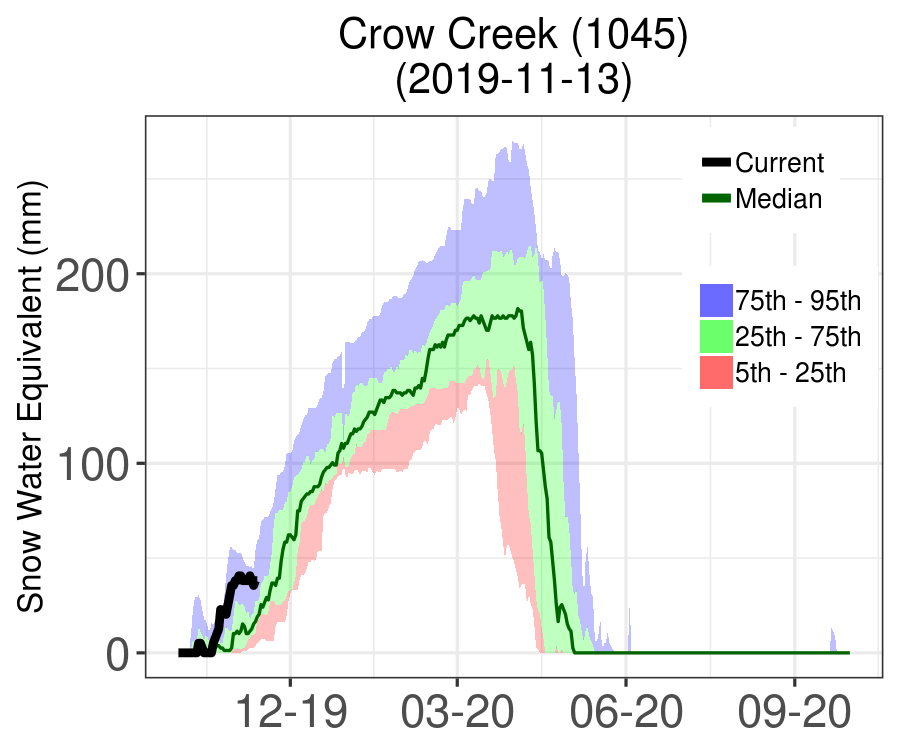 Crow Creek (1045)
(2019-11-13)
Snow Water Equivalent (mm)
200
100
0
12-19 03-20 06-20 09-20
Current
Median
75th - 95th
25th - 75th
5th - 25th